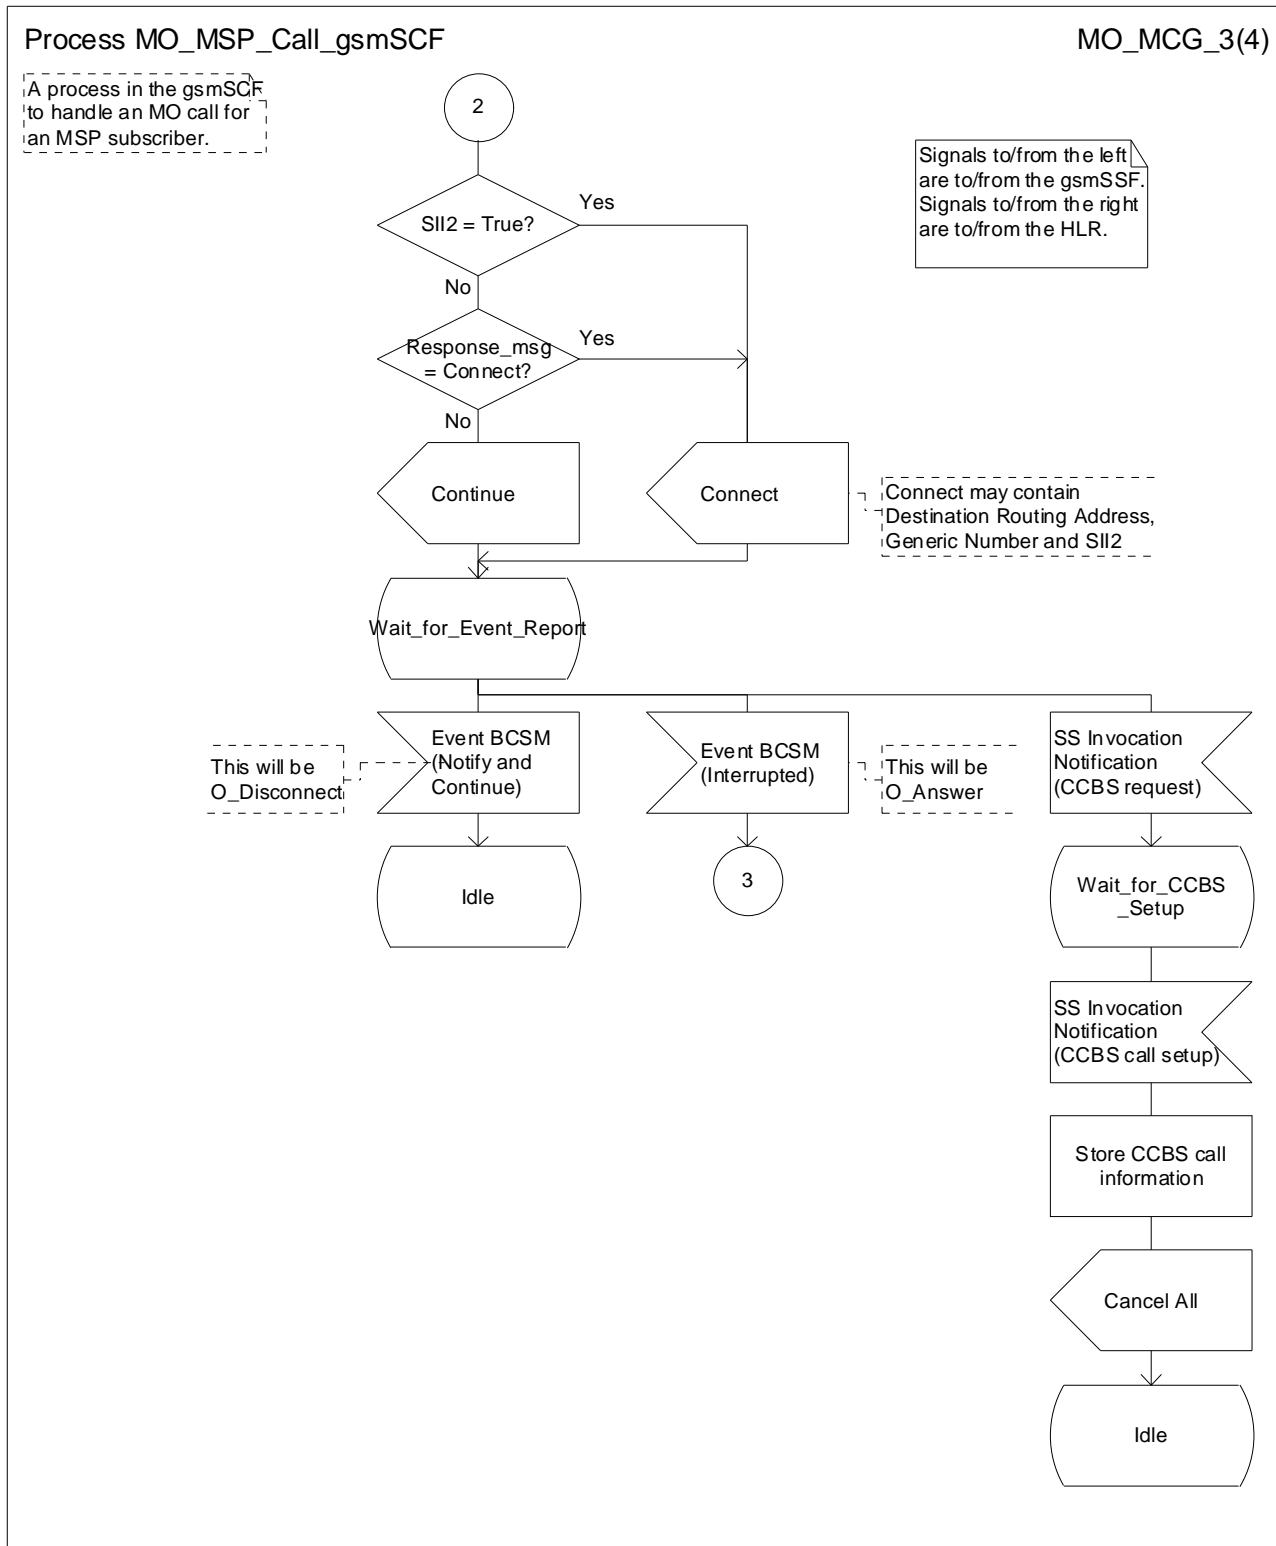 Process MO_MSP_Call_gsmSCF
MO_MCG_3(4)
A process in the gsmSCF
to handle an MO call for
an MSP subscriber.
2
Signals to/from the left
are to/from the gsmSSF.
Signals to/from the right
are to/from the HLR.
SII2 = True?
Yes
No
Response_msg
= Connect?
Yes
No
Continue
Connect
Connect may contain
Destination Routing Address,
Generic Number and SII2
Wait_for_Event_Report
This will be
O_Disconnect
Event BCSM
(Notify and
Continue)
Event BCSM
(Interrupted)
This will be
O_Answer
SS Invocation
Notification
(CCBS request)
Idle
3
Wait_for_CCBS
_Setup
SS Invocation
Notification
(CCBS call setup)
Store CCBS call
information
Cancel All
Idle